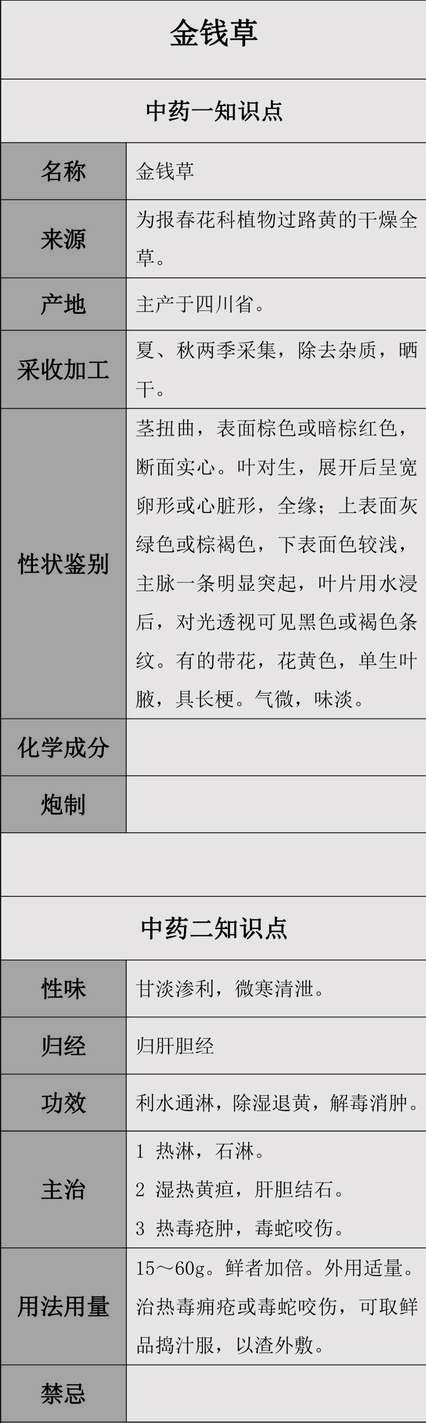 金钱草
中药一知识点
名称
金钱草
来源
为报春花科植物过路黄的干燥全
草。
产地
主产于四川省。
采收加工
夏、秋两季采集，除去杂质，晒
干。
性状鉴别
茎扭曲，表面棕色或暗棕红色，
断面实心。叶对生，展开后呈宽
卵形或心脏形，全缘；上表面灰
绿色或棕褐色，下表面色较浅，
主脉一条明显突起，叶片用水浸
后，对光透视可见黑色或褐色条
纹。有的带花，花黄色，单生叶
腋，具长梗。气微，味淡。
化学成分
炮制
中药二知识点
性味
甘淡渗利，微寒清泄。
归经
归肝胆经
功效
利水通淋，除湿退黄，解毒消肿。
主治
1 热淋，石淋。
2 湿热黄疸，肝胆结石。
3 热毒疮肿，毒蛇咬伤。
用法用量
15～60g。鲜者加倍。外用适量。
治热毒痈疮或毒蛇咬伤，可取鲜
品捣汁服，以渣外敷。
禁忌